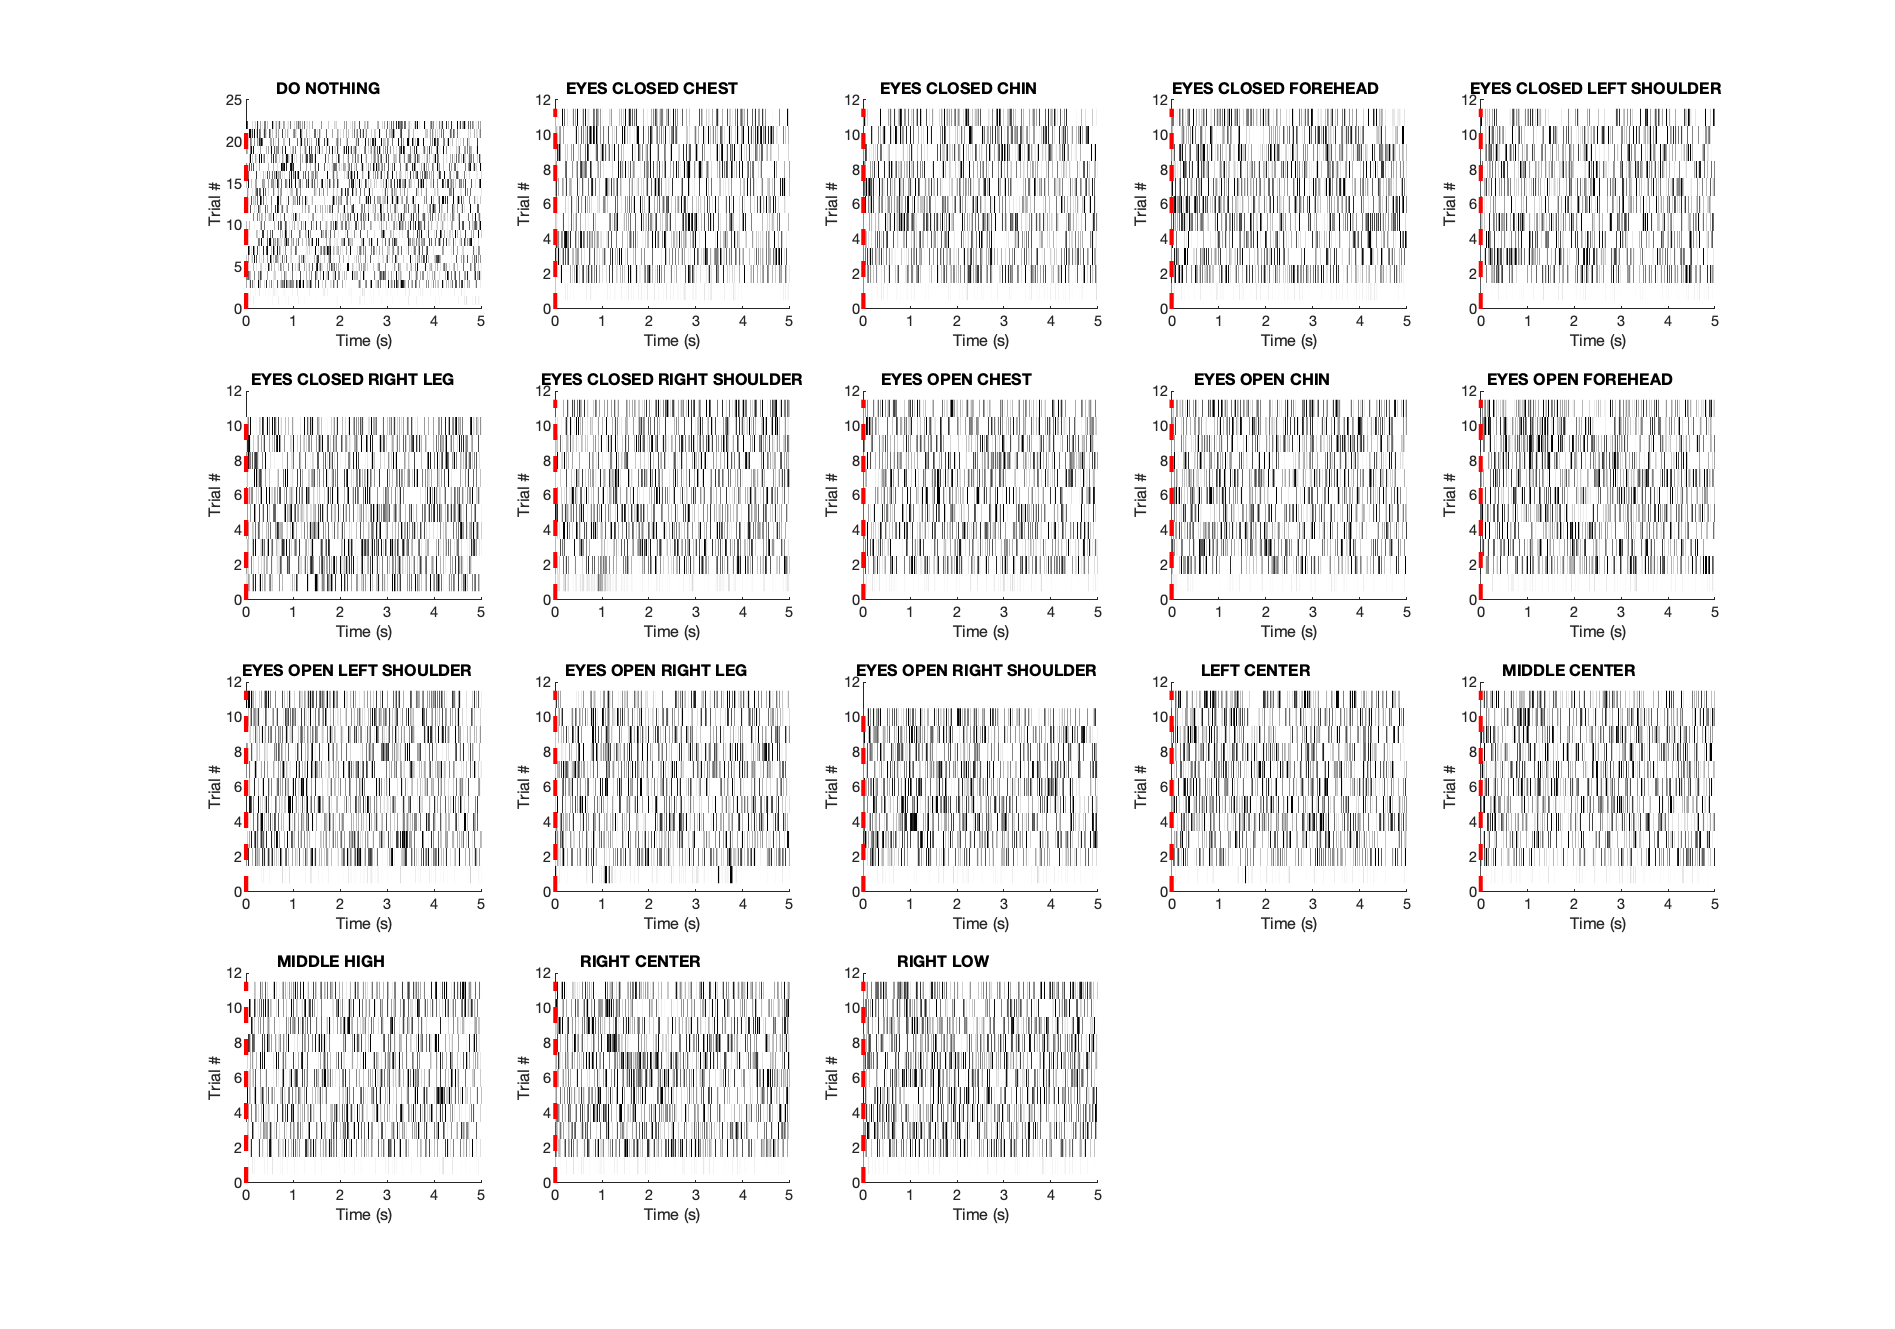 DO NOTHING
25
20
15
10
5
0
Trial #
0 1 2 3 4 5
Time (s)
EYES CLOSED CHEST
12
10
8
6
4
2
0
Trial #
0 1 2 3 4 5
Time (s)
EYES CLOSED CHIN
12
10
8
6
4
2
0
Trial #
0 1 2 3 4 5
Time (s)
EYES CLOSED FOREHEAD
12
10
8
6
4
2
0
Trial #
0 1 2 3 4 5
Time (s)
EYES CLOSED LEFT SHOULDER
12
10
8
6
4
2
0
Trial #
0 1 2 3 4 5
Time (s)
EYES CLOSED RIGHT LEG
12
10
8
6
4
2
0
Trial #
0 1 2 3 4 5
Time (s)
EYES CLOSED RIGHT SHOULDER
12
10
8
6
4
2
0
Trial #
0 1 2 3 4 5
Time (s)
EYES OPEN CHEST
12
10
8
6
4
2
0
Trial #
0 1 2 3 4 5
Time (s)
EYES OPEN CHIN
12
10
8
6
4
2
0
Trial #
0 1 2 3 4 5
Time (s)
EYES OPEN FOREHEAD
12
10
8
6
4
2
0
Trial #
0 1 2 3 4 5
Time (s)
EYES OPEN LEFT SHOULDER
12
10
8
6
4
2
0
Trial #
0 1 2 3 4 5
Time (s)
EYES OPEN RIGHT LEG
12
10
8
6
4
2
0
Trial #
0 1 2 3 4 5
Time (s)
EYES OPEN RIGHT SHOULDER
12
10
8
6
4
2
0
Trial #
0 1 2 3 4 5
Time (s)
LEFT CENTER
12
10
8
6
4
2
0
Trial #
0 1 2 3 4 5
Time (s)
MIDDLE CENTER
12
10
8
6
4
2
0
Trial #
0 1 2 3 4 5
Time (s)
MIDDLE HIGH
12
10
8
6
4
2
0
Trial #
0 1 2 3 4 5
Time (s)
RIGHT CENTER
12
10
8
6
4
2
0
Trial #
0 1 2 3 4 5
Time (s)
RIGHT LOW
12
10
8
6
4
2
0
Trial #
0 1 2 3 4 5
Time (s)